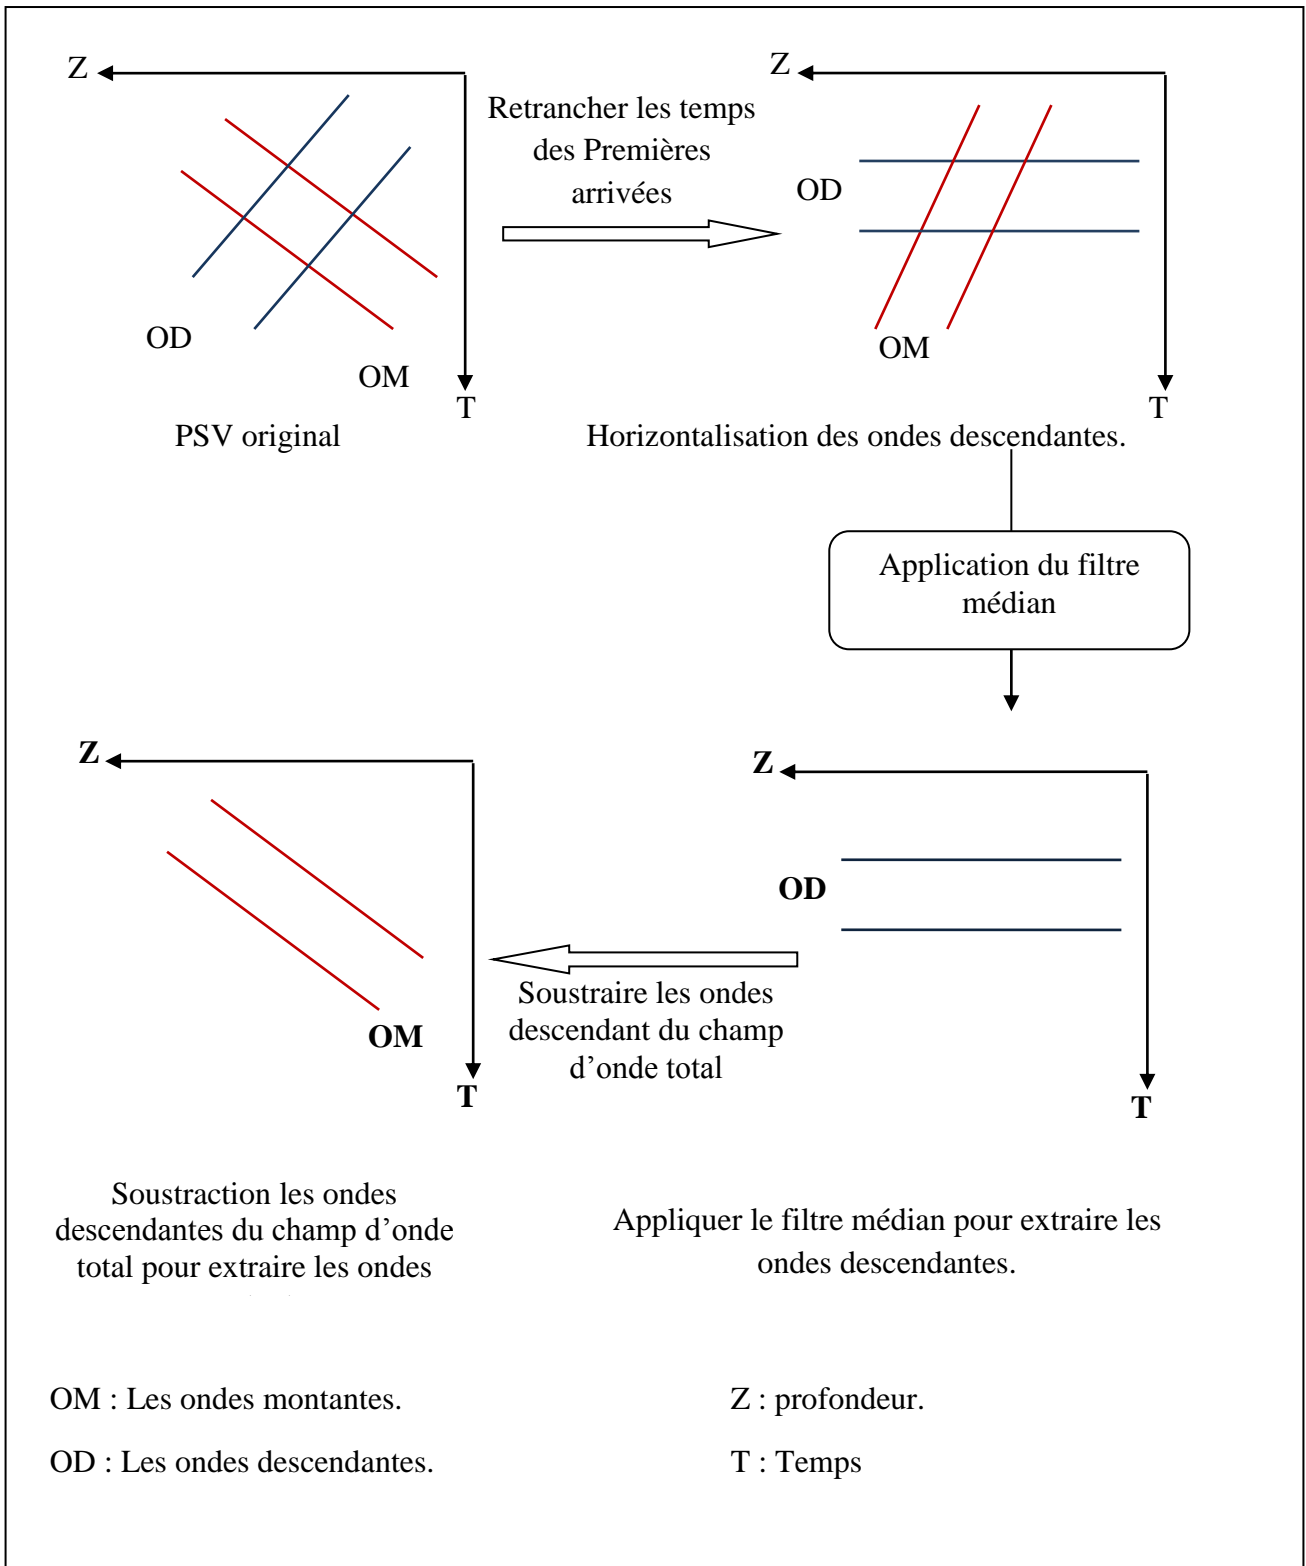 Z
Z
Retrancher les temps
des Premières
arrivées
OD
OM
T
PSV original
OD
OM
T
Horizontalisation des ondes descendantes.
Application du filtre
médian
Z
OM
T
Z
OD
T
Soustraire les ondes
descendant du champ
d’onde total
Soustraction les ondes
descendantes du champ d’onde
total pour extraire les ondes
Appliquer le filtre médian pour extraire les
ondes descendantes.
OM : Les ondes montantes.
Z : profondeur.
OD : Les ondes descendantes.
T : Temps